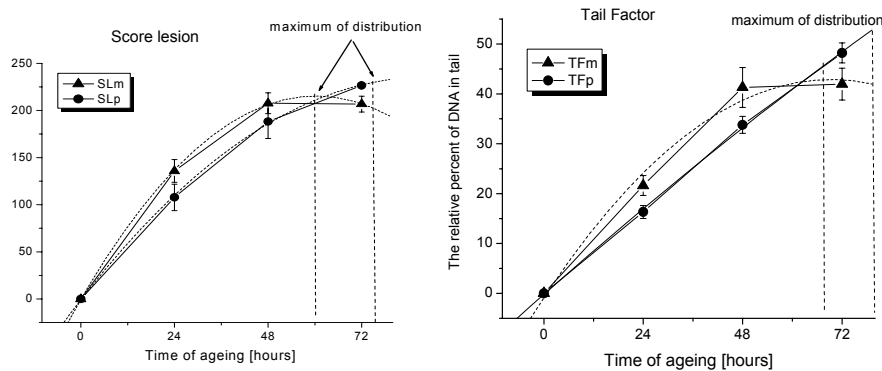 Score lesion
maximum of distribution
SLm
SLp
250
200
150
100
50
0
0 24 48 72
Time of ageing [hours]
Tail Factor
maximum of distribution
TFm
TFp
The relative percent of DNA in tail
50
40
30
20
10
0
0 24 48 72
Time of ageing [hours]